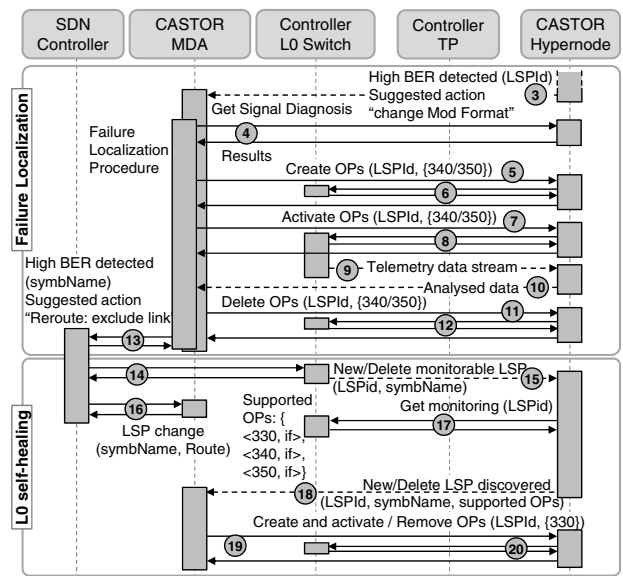 SDN
Controller
CASTOR
MDA
Controller
L0 Switch
Controller
TP
CASTOR
Hypernode
Failure Localization
High BER detected (LSPId)
Suggested action
“change Mod Format”
3
Get Signal Diagnosis
4
Failure
Localization
Procedure
Results
Create OPs (LSPId, {340/350})
5
6
Activate OPs (LSPId, {340/350})
7
8
9
Telemetry data stream
Analysed data
10
High BER detected
(symbName)
Suggested action
“Reroute: exclude link
Delete OPs (LSPId, {340/350})
11
12
13
L0 self-healing
14
New/Delete monitorable LSP
(LSPid, symbName)
15
16
LSP change
(symbName, Route)
Supported
OPs: {
<330, if>,
<340, if>,
<350, if>}
Get monitoring (LSPid)
17
New/Delete LSP discovered
(LSPId, symbName, supported OPs)
18
Create and activate / Remove OPs (LSPId, {330})
19
20